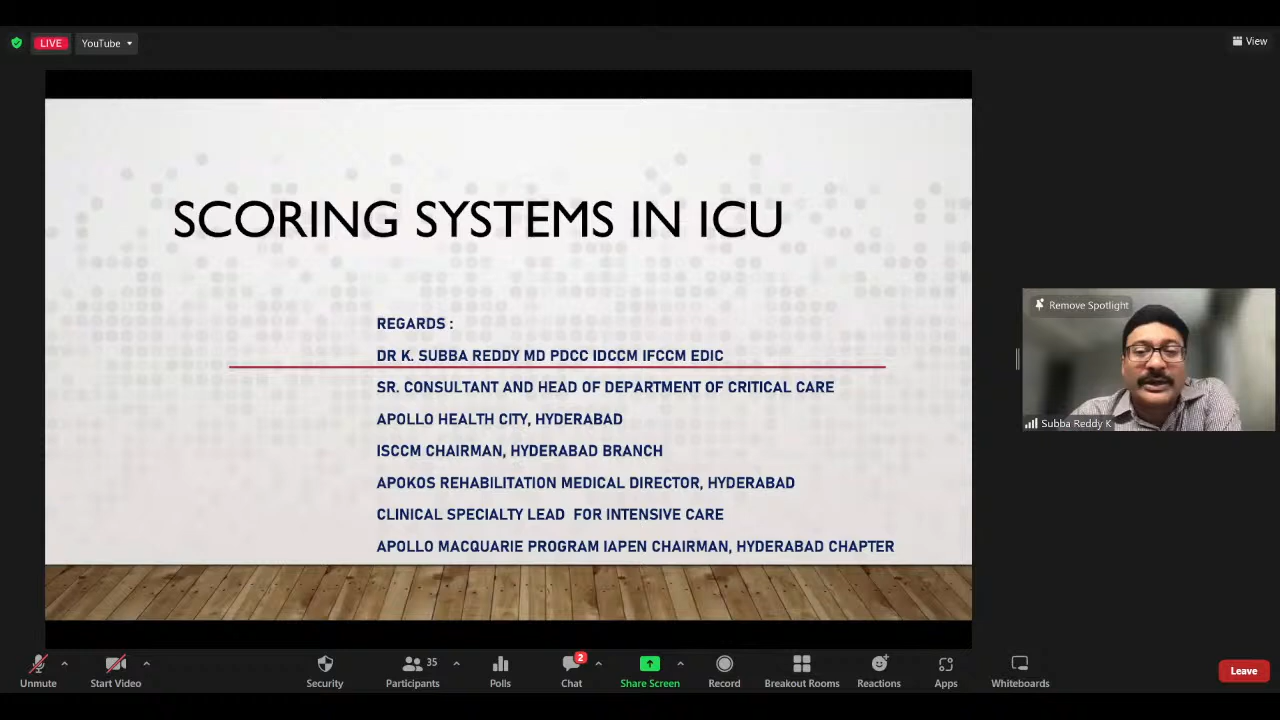 LIVE
YouTube
View
SCORING SYSTEMS IN ICU
REGARDS :
DR K. SUBBA REDDY MD PDCC IDCCM IFCCM EDIC
SR. CONSULTANT AND HEAD OF DEPARTMENT OF CRITICAL CARE
APOLLO HEALTH CITY, HYDERABAD
ISCCM CHAIRMAN, HYDERABAD BRANCH
APOKOS REHABILITATION MEDICAL DIRECTOR, HYDERABAD
CLINICAL SPECIALTY LEAD FOR INTENSIVE CARE
APOLLO MACQUARIE PROGRAM IAPEN CHAIRMAN, HYDERABAD CHAPTER
Remove Spotlight
Subba Reddy K
35
2
Unmute
Start Video
Security
Participants
Polls
Chat
Share Screen
Record
Breakout Rooms
Reactions
Apps
Whiteboards
Leave